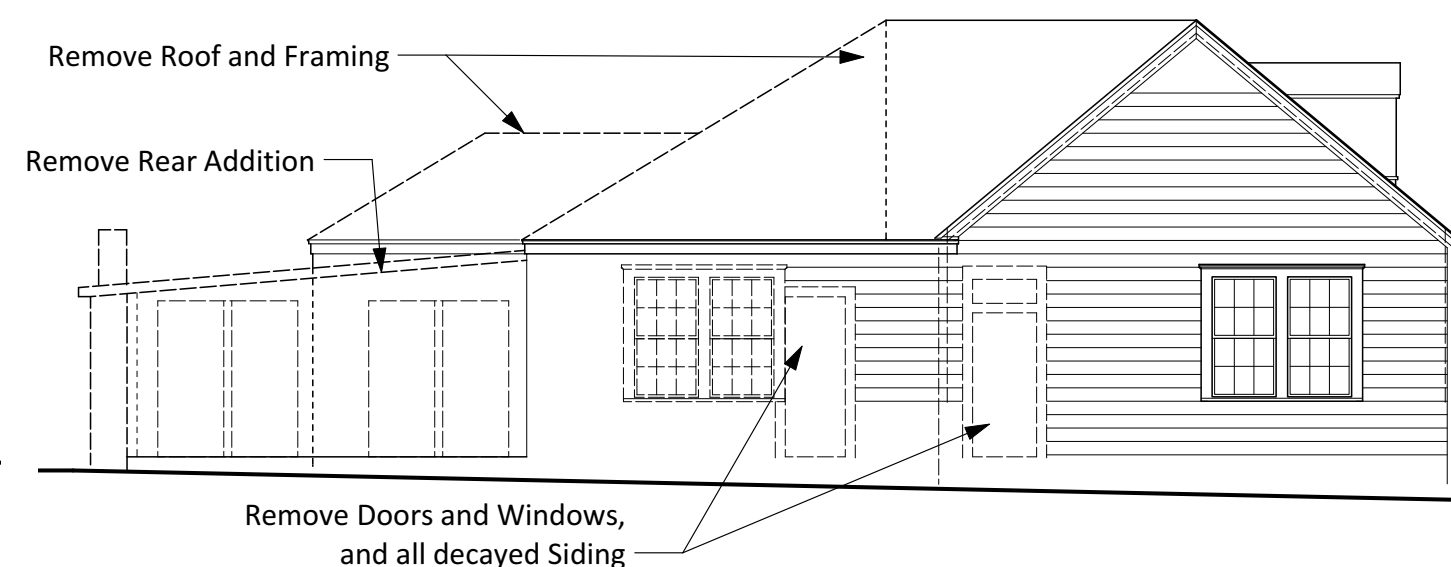 Remove Roof and Framing
Remove Rear Addition
Remove Doors and Windows,
and all decayed Siding